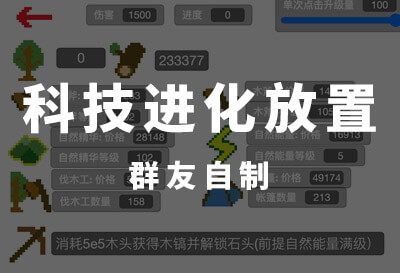 伤害 1500 进度 0 单次点击升级量 100
0 233377
科技进化放置
自然精华: 价格 28148 自然能量: 价格 16913
自然精华等级 102 自然能量等级 5
群友自制
伐木工: 价格 价格 49174
伐木工数量 158 帐篷数量 213
消耗5e5木头获得木镐并解锁石头(前提自然能量满级)